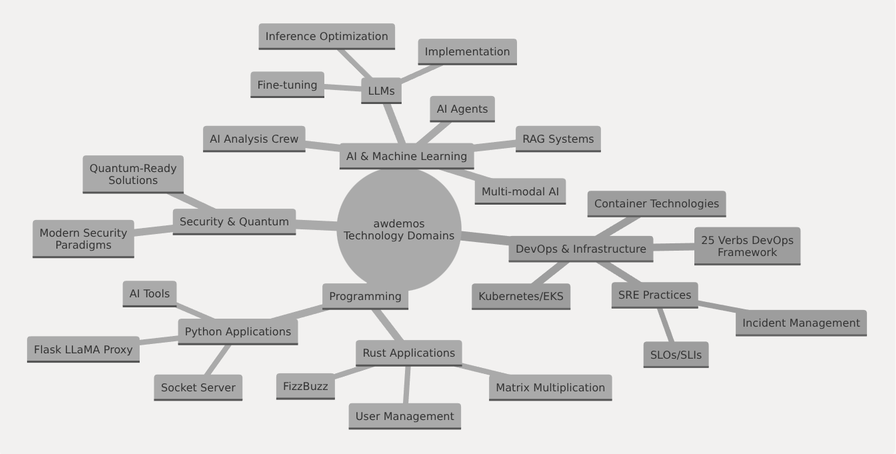 Inference Optimization
Implementation
Fine-tuning
LLMs
AI Agents
AI Analysis Crew
RAG Systems
AI & Machine Learning
Multi-modal AI
Quantum-Ready
Solutions
Security & Quantum
Modern Security
Paradigms
awdemos
Technology Domains
Container Technologies
DevOps & Infrastructure
25 Verbs DevOps
Framework
Kubernetes/EKS
SRE Practices
Incident Management
SLOs/SLIs
Programming
AI Tools
Python Applications
Flask LLaMA Proxy
Socket Server
Rust Applications
FizzBuzz
Matrix Multiplication
User Management